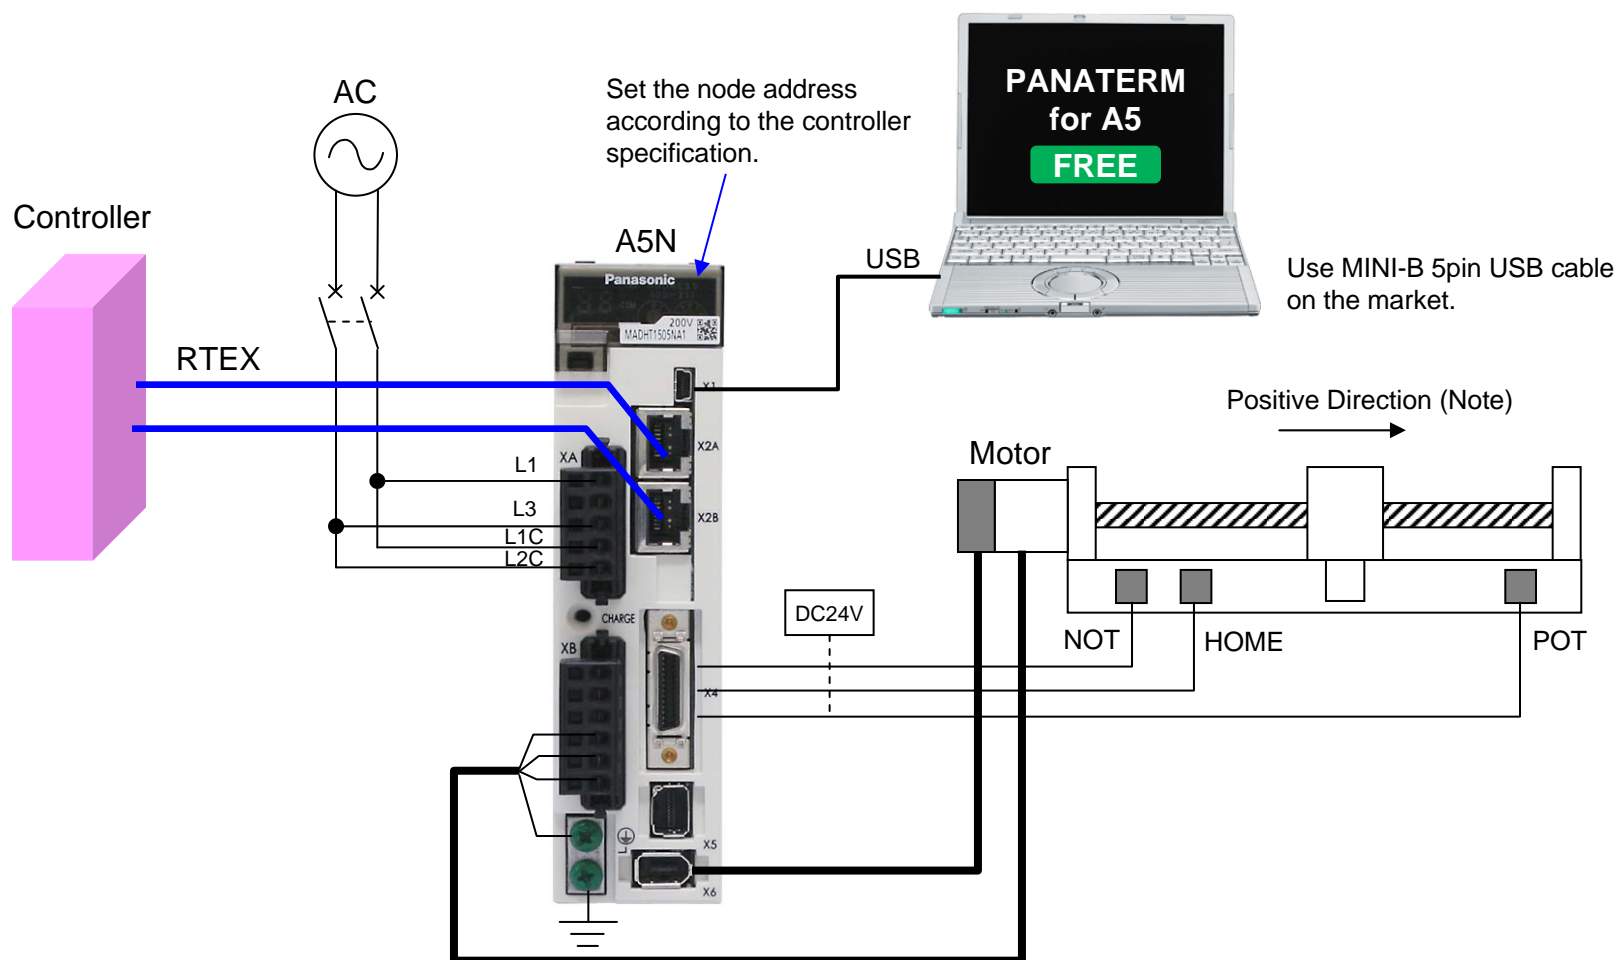 AC
Set the node address
according to the controller
specification.
PANATERM
for A5
FREE
Controller
A5N
USB
Use MINI-B 5pin USB cable
on the market.
Panasonic
200V
MADHT1505NA1
RTEX
X1
Positive Direction (Note)
X2A
Motor
XA
L1
L3
X2B
L1C
L2C
DC24V
CHARGE
NOT
HOME
POT
XB
X4
X5
X6